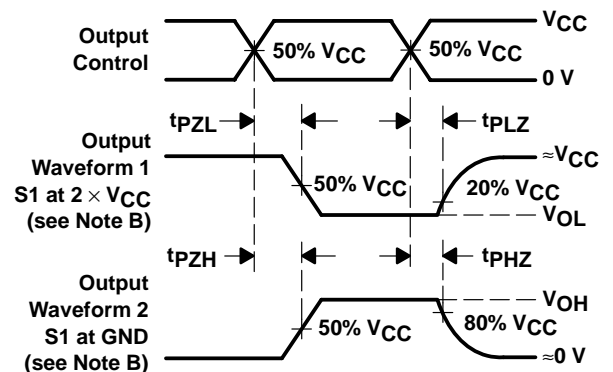 Output
Control
50% VCC
50% VCC
VCC
0 V
tPZL
tPLZ
Output
Waveform 1
S1 at 2 × VCC
(see Note B)
50% VCC
≈VCC
20% VCC
VOL
tPZH
tPHZ
Output
Waveform 2
S1 at GND
(see Note B)
50% VCC
VOH
80% VCC
≈0 V